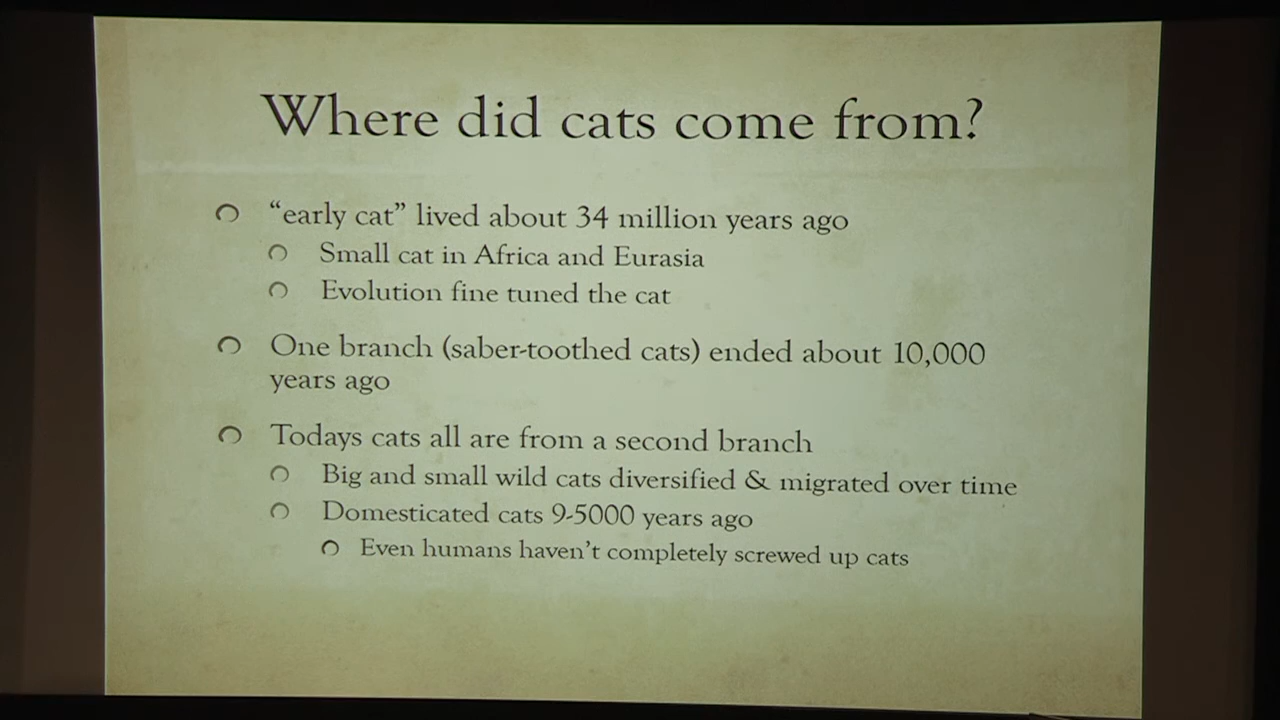 Where did cats come from?
“early cat” lived about 34 million years ago
Small cat in Africa and Eurasia
Evolution fine tuned the cat
One branch (saber-toothed cats) ended about 10,000
years ago
Todays cats all are from a second branch
Big and small wild cats diversified & migrated over time
Domesticated cats 9-5000 years ago
Even humans haven’t completely screwed up cats